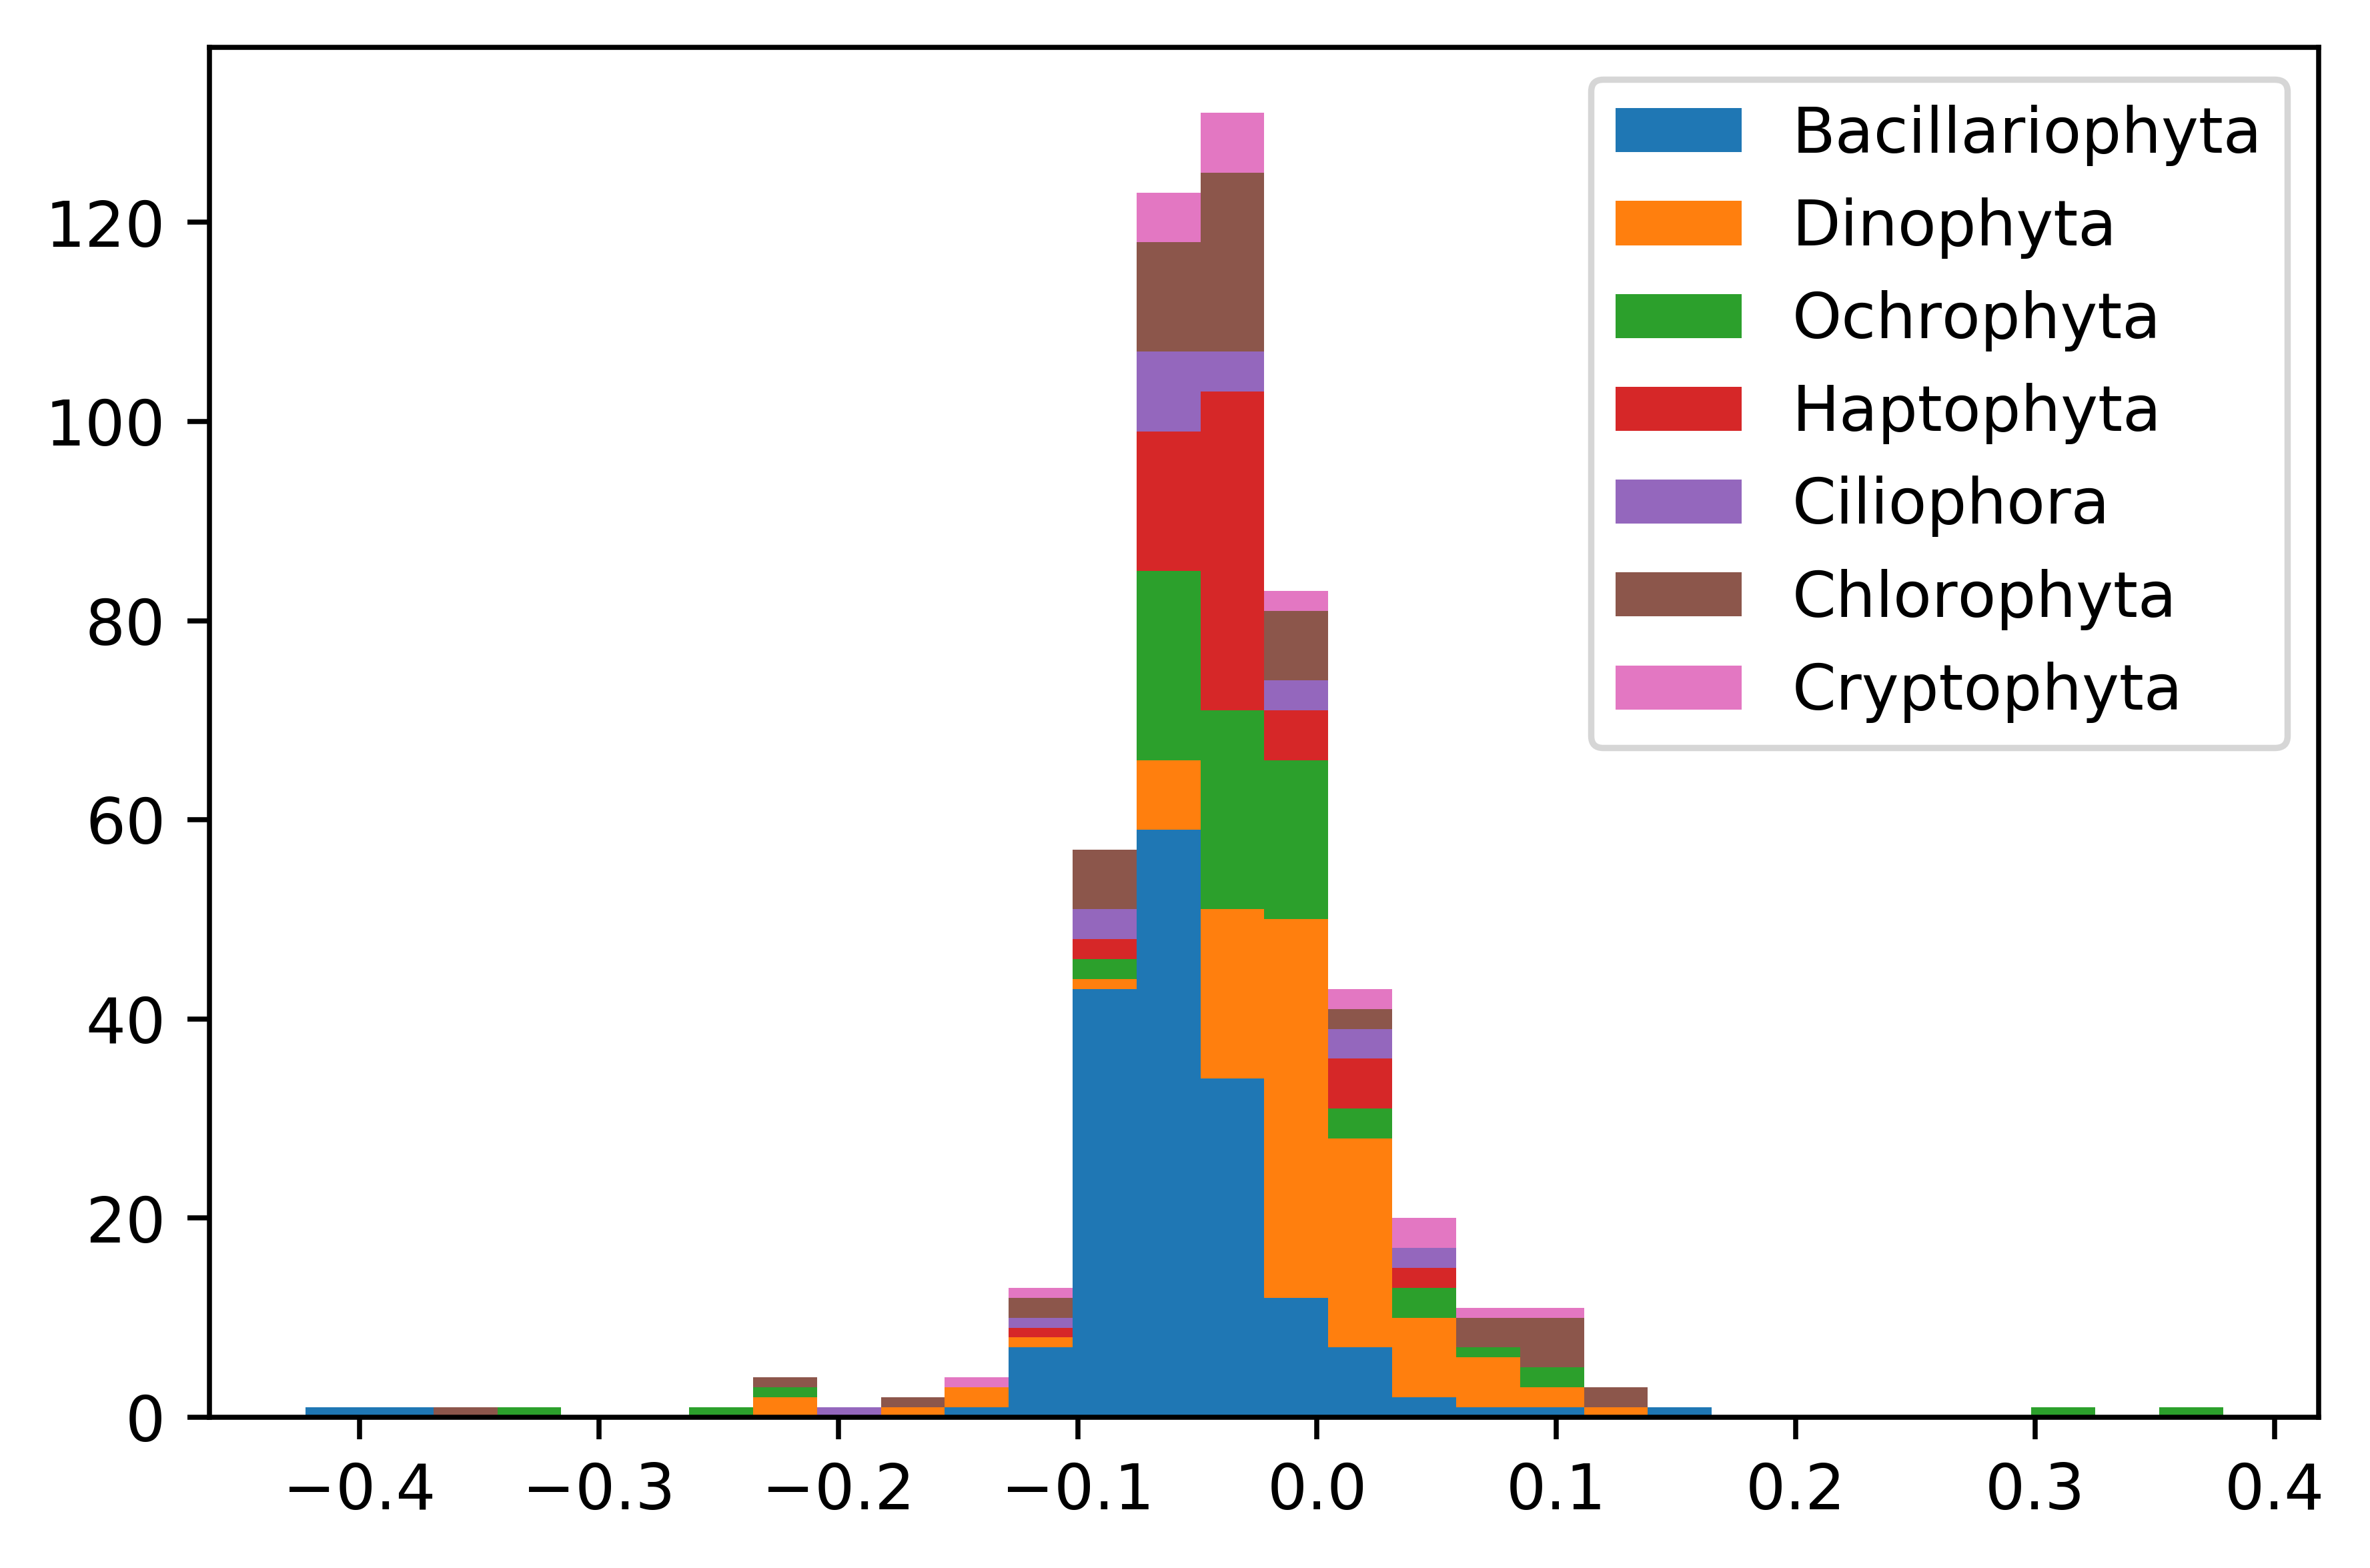 Bacillariophyta
Dinophyta
Ochrophyta
Haptophyta
Ciliophora
Chlorophyta
Cryptophyta
120
100
80
60
40
20
0
−0.4 −0.3 −0.2 −0.1 0.0 0.1 0.2 0.3 0.4